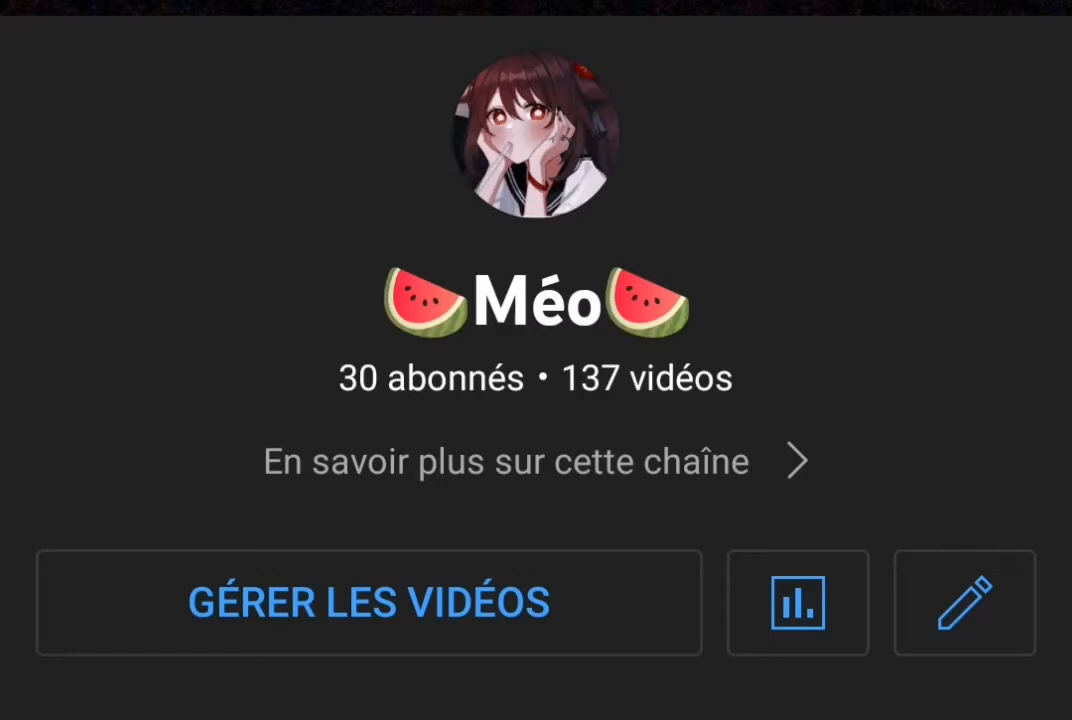 🍉Méo🍉
30 abonnés • 137 vidéos
En savoir plus sur cette chaîne
GÉRER LES VIDÉOS